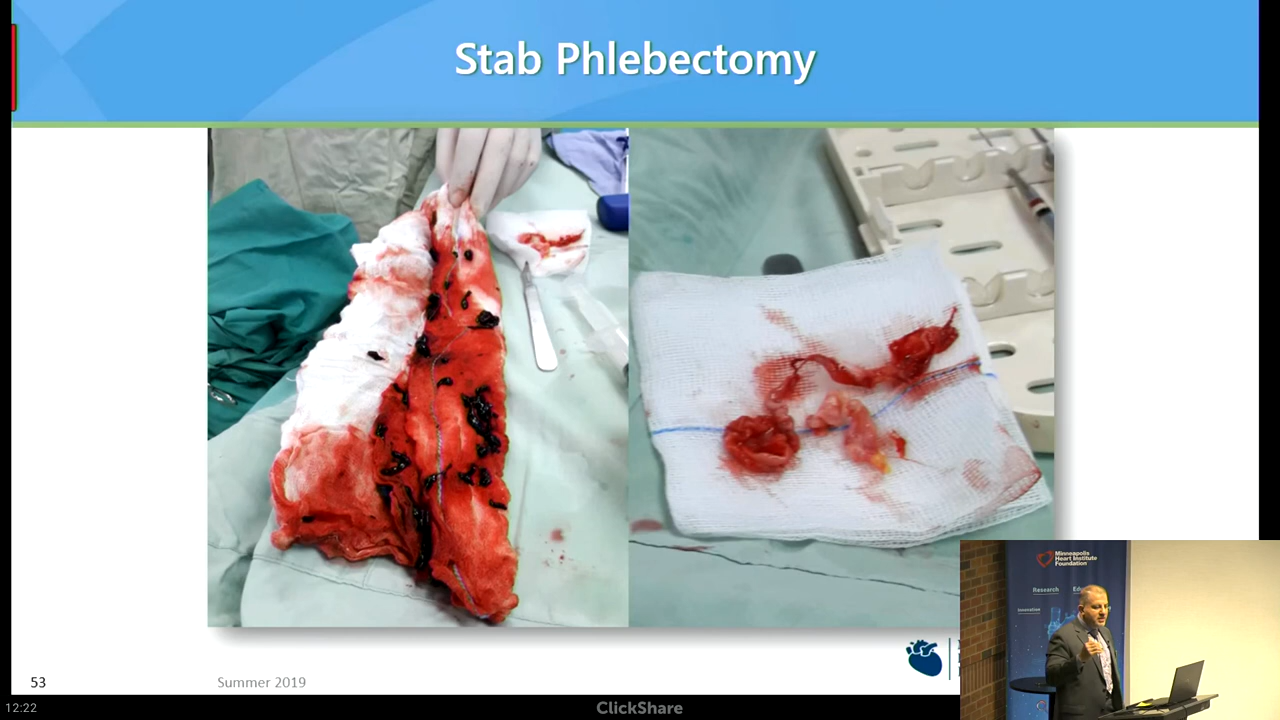 Stab Phlebectomy
Minneapolis
Heart Institute
Foundation
Research
Innovation
53
Summer 2019
12:22
ClickShare